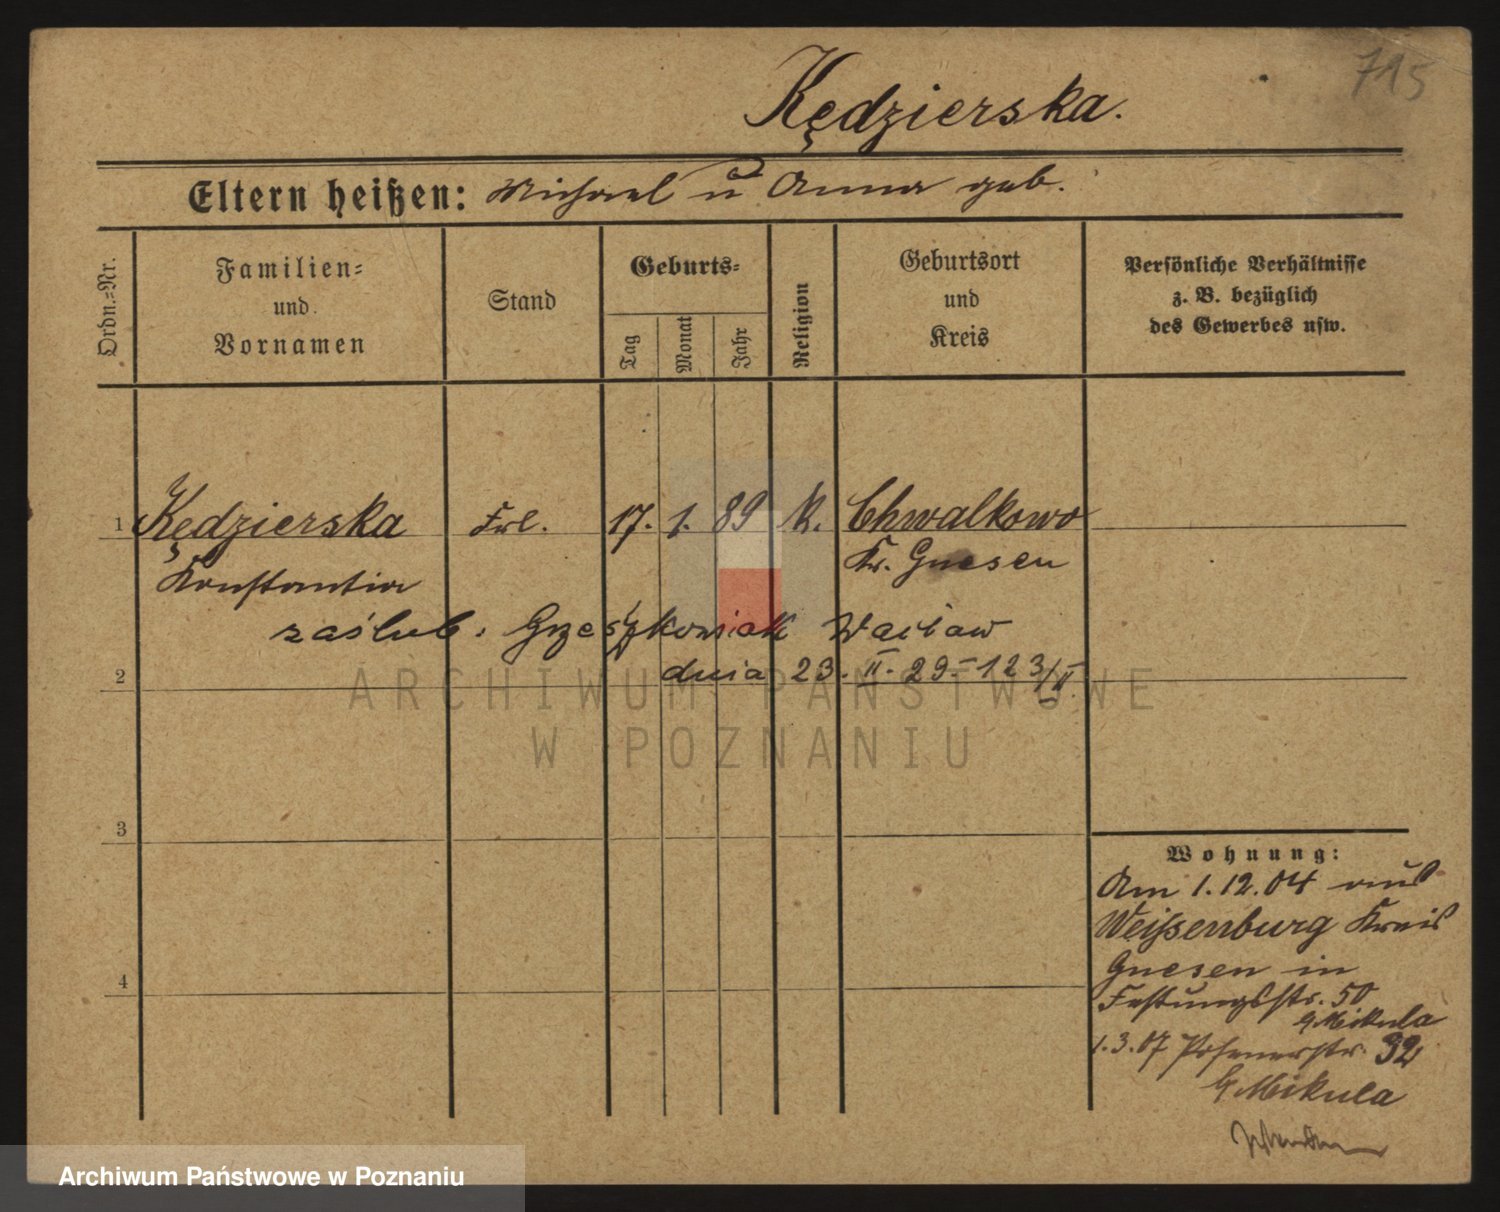 715
Kędzierska.
Eltern heißen: Michael u Anna geb.
Ordn.=Nr.
Familien=
und
Vornamen
Stand
Geburts=
Tag
Monat
Jahr
Religion
Geburtsort
und
Kreis
Persönliche Verhältnisse
z. B. bezüglich
des Gewerbes usw.
1 Kędzierska Frl. 17. 1. 89 K. Chwalkowo
Konstantia Kr. Gnesen
zaślub. Grzeszkowiak Wacław
dnia 23. II. 29 - 123/II.
2
ARCHIWUM PAŃSTWOWE
W POZNANIU
3
4
Wohnung:
Am 1.12.04 aus
Weißenburg Kreis
Gnesen in
Festungsstr. 50
b/Mikula
1.3.07 Posenerstr. 32
b/Mikula
Archiwum Państwowe w Poznaniu